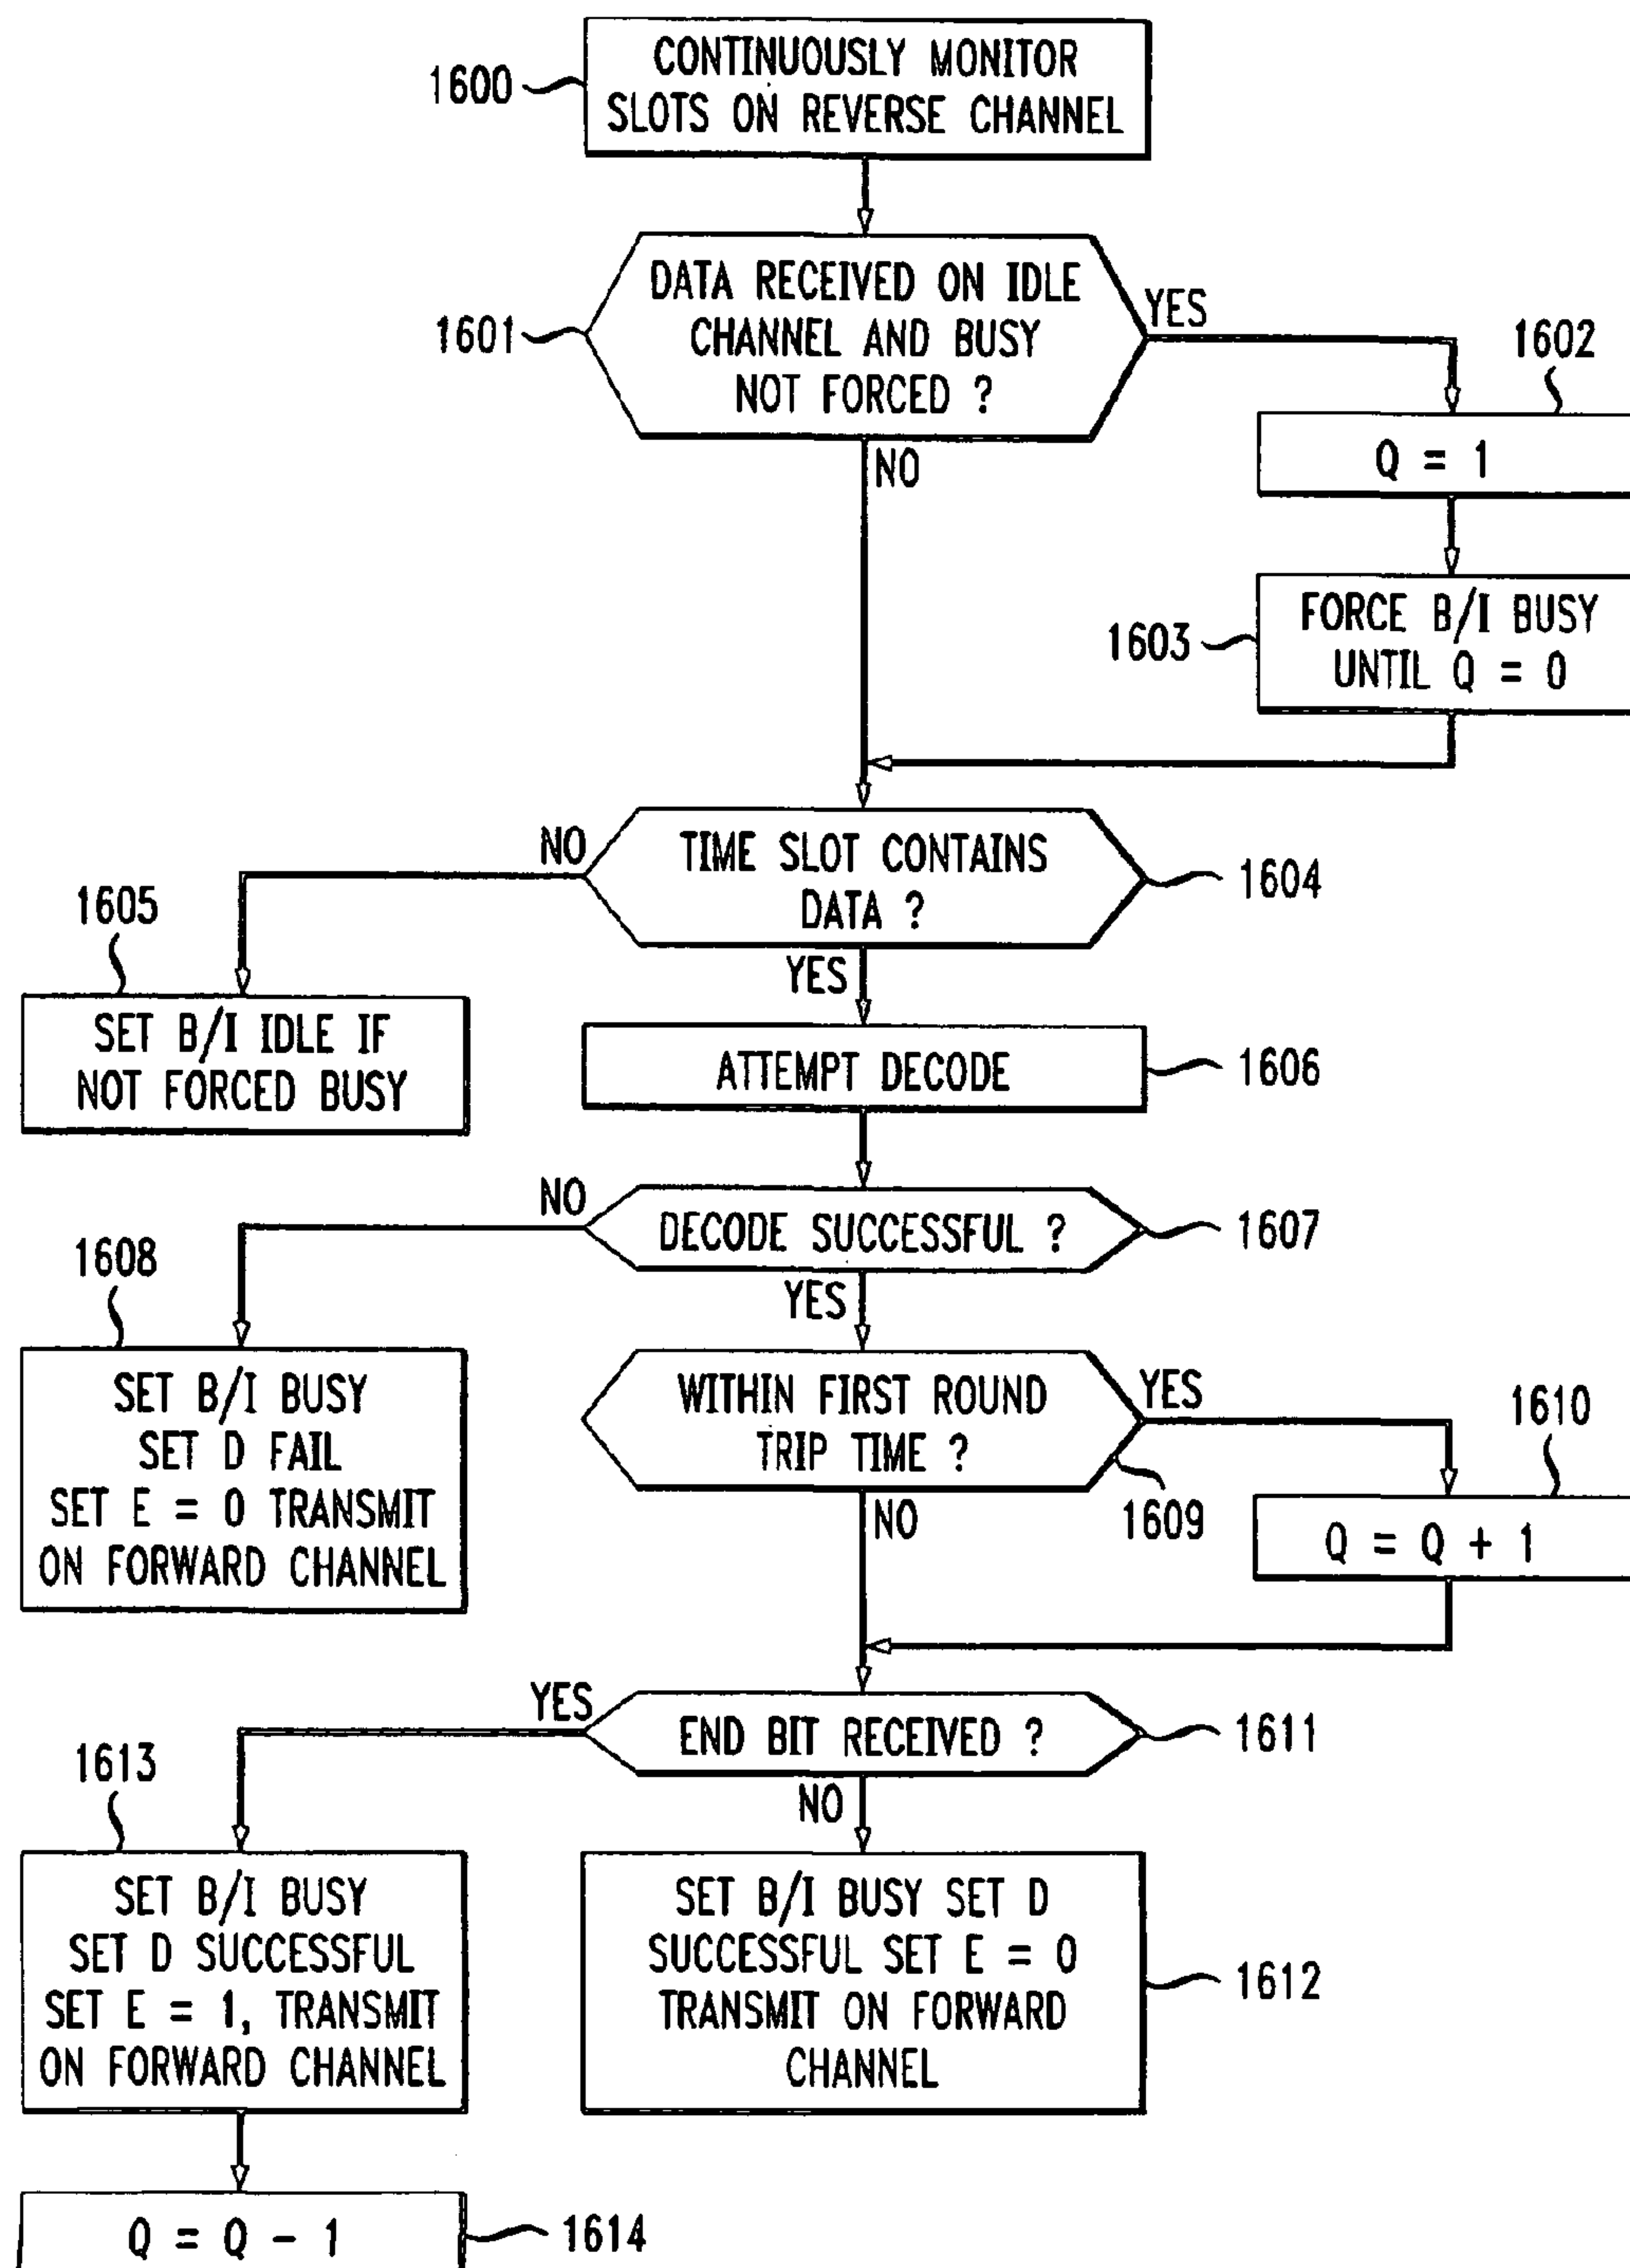 1600
CONTINUOUSLY MONITOR
SLOTS ON REVERSE CHANNEL
1601
DATA RECEIVED ON IDLE
CHANNEL AND BUSY
NOT FORCED ?
YES
NO
1602
Q = 1
1603
FORCE B/I BUSY
UNTIL Q = 0
NO
TIME SLOT CONTAINS
DATA ?
1604
YES
1605
SET B/I IDLE IF
NOT FORCED BUSY
ATTEMPT DECODE
1606
NO
DECODE SUCCESSFUL ?
1607
YES
1608
SET B/I BUSY
SET D FAIL
SET E = 0 TRANSMIT
ON FORWARD CHANNEL
WITHIN FIRST ROUND
TRIP TIME ?
YES
1609
NO
1610
Q = Q + 1
YES
END BIT RECEIVED ?
1611
NO
1613
SET B/I BUSY
SET D SUCCESSFUL
SET E = 1, TRANSMIT
ON FORWARD CHANNEL
SET B/I BUSY SET D
SUCCESSFUL SET E = 0
TRANSMIT ON FORWARD
CHANNEL
1612
Q = Q - 1
1614